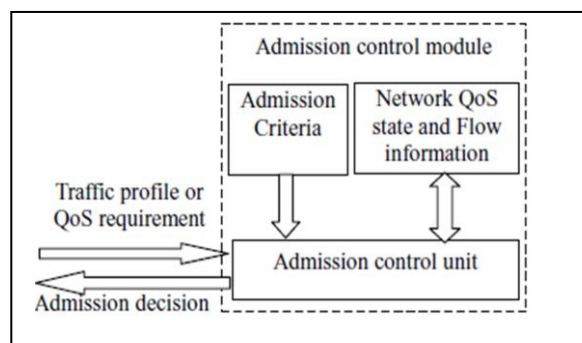 Admission control module
Admission
Criteria
Network QoS
state and Flow
information
Traffic profile or
QoS requirement
Admission control unit
Admission decision